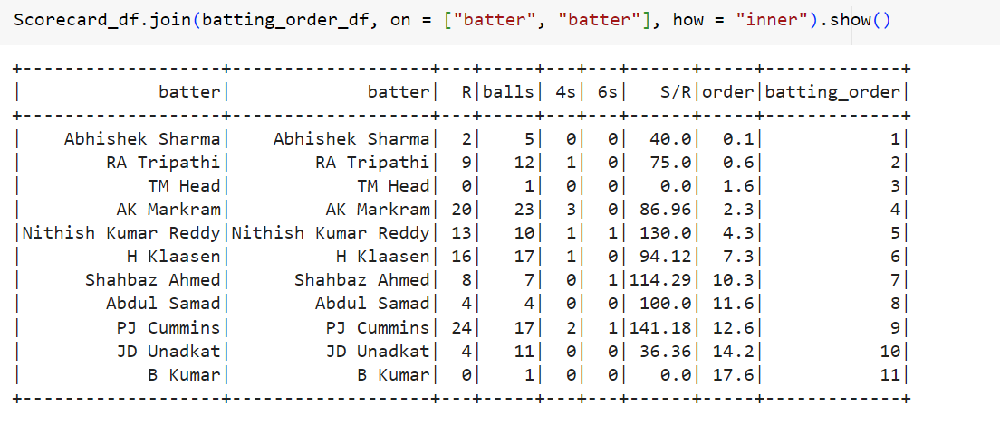 Scorecard_df.join(batting_order_df, on = ["batter", "batter"], how = "inner").show()
+-------------------+-------------------+---+-----+---+---+------+-----+-------------+
|             batter|             batter|  R|balls| 4s| 6s|   S/R|order|batting_order|
+-------------------+-------------------+---+-----+---+---+------+-----+-------------+
|    Abhishek Sharma|    Abhishek Sharma|  2|    5|  0|  0|  40.0|  0.1|            1|
|        RA Tripathi|        RA Tripathi|  9|   12|  1|  0|  75.0|  0.6|            2|
|            TM Head|            TM Head|  0|    1|  0|  0|   0.0|  1.6|            3|
|         AK Markram|         AK Markram| 20|   23|  3|  0| 86.96|  2.3|            4|
|Nithish Kumar Reddy|Nithish Kumar Reddy| 13|   10|  1|  1| 130.0|  4.3|            5|
|          H Klaasen|          H Klaasen| 16|   17|  1|  0| 94.12|  7.3|            6|
|      Shahbaz Ahmed|      Shahbaz Ahmed|  8|    7|  0|  1|114.29| 10.3|            7|
|        Abdul Samad|        Abdul Samad|  4|    4|  0|  0| 100.0| 11.6|            8|
|         PJ Cummins|         PJ Cummins| 24|   17|  2|  1|141.18| 12.6|            9|
|         JD Unadkat|         JD Unadkat|  4|   11|  0|  0| 36.36| 14.2|           10|
|            B Kumar|            B Kumar|  0|    1|  0|  0|   0.0| 17.6|           11|
+-------------------+-------------------+---+-----+---+---+------+-----+-------------+